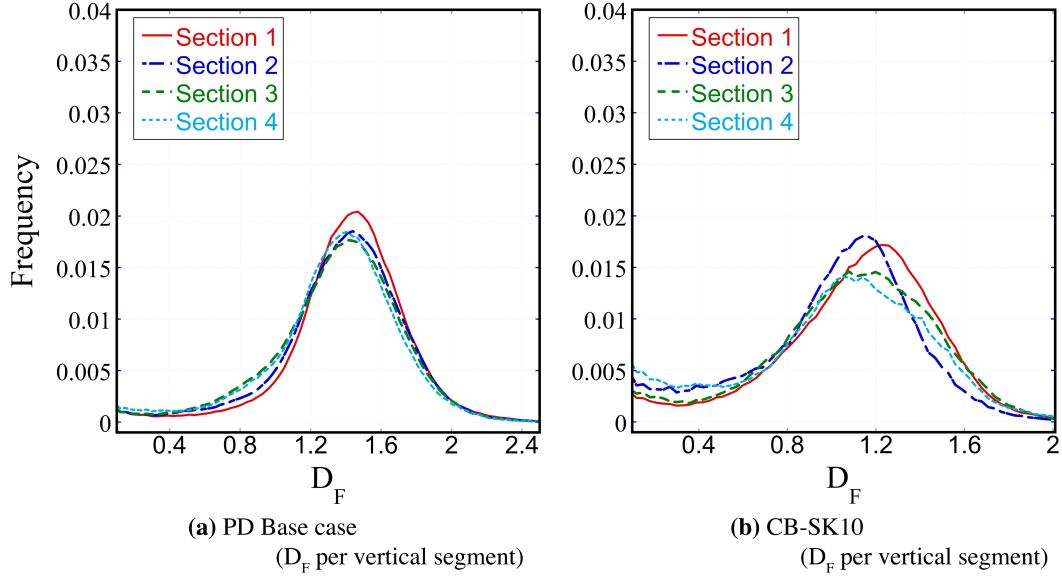 0.04
0.035
0.03
0.025
0.02
0.015
0.01
0.005
0
Frequency
Section 1
Section 2
Section 3
Section 4
0.4 0.8 1.2 1.6 2 2.4
D_F
(a) PD Base case
(D_F per vertical segment)
0.04
0.035
0.03
0.025
0.02
0.015
0.01
0.005
0
Section 1
Section 2
Section 3
Section 4
0.4 0.8 1.2 1.6 2
D_F
(b) CB-SK10
(D_F per vertical segment)